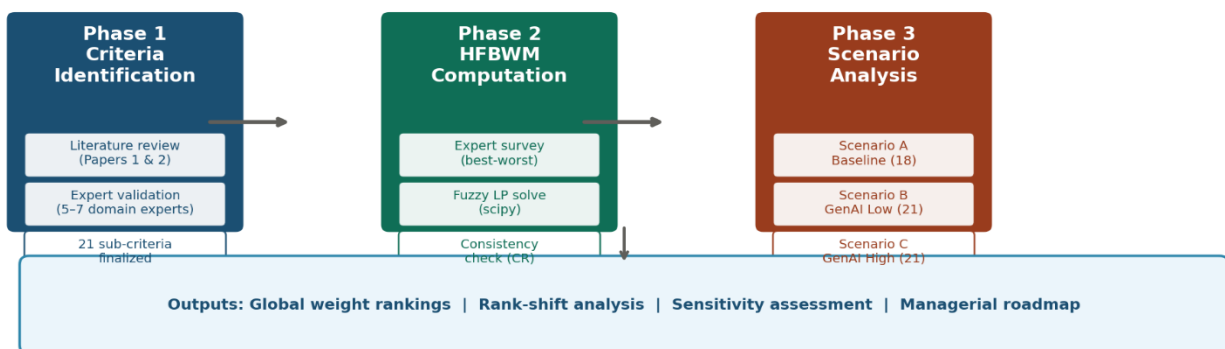 Phase 1
Criteria
Identification
Literature review
(Papers 1 & 2)
Expert validation
(5–7 domain experts)
21 sub-criteria
finalized
Phase 2
HFBWM
Computation
Expert survey
(best-worst)
Fuzzy LP solve
(scipy)
Consistency
check (CR)
Phase 3
Scenario
Analysis
Scenario A
Baseline (18)
Scenario B
GenAI Low (21)
Scenario C
GenAI High (21)
Outputs: Global weight rankings | Rank-shift analysis | Sensitivity assessment | Managerial roadmap